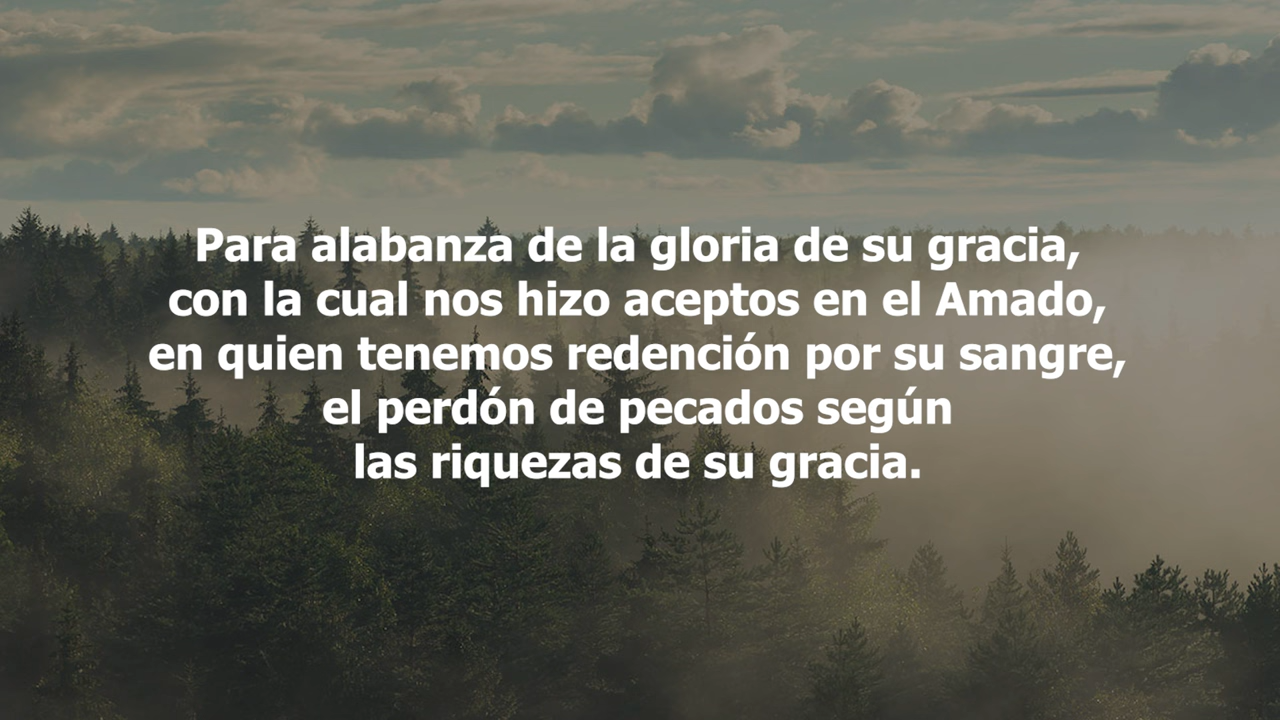 Para alabanza de la gloria de su gracia,
con la cual nos hizo aceptos en el Amado,
en quien tenemos redención por su sangre,
el perdón de pecados según
las riquezas de su gracia.